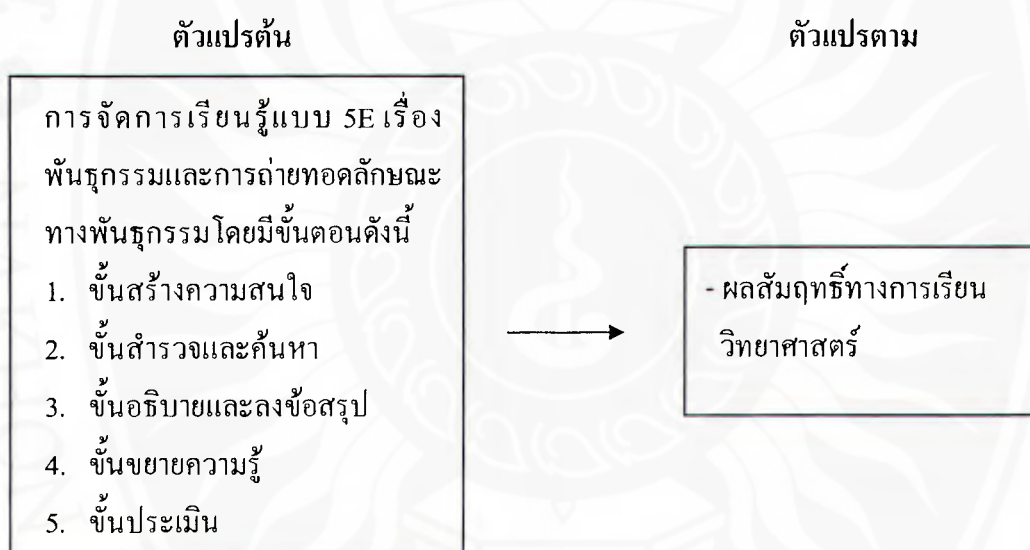 ตัวแปรต้น
ตัวแปรตาม
การจัดการเรียนรู้แบบ 5E เรื่อง
พันธุกรรมและการถ่ายทอดลักษณะ
ทางพันธุกรรมโดยมีขั้นตอนดังนี้
1. ขั้นสร้างความสนใจ
2. ขั้นสำรวจและค้นหา
3. ขั้นอธิบายและลงข้อสรุป
4. ขั้นขยายความรู้
5. ขั้นประเมิน
- ผลสัมฤทธิ์ทางการเรียน
วิทยาศาสตร์